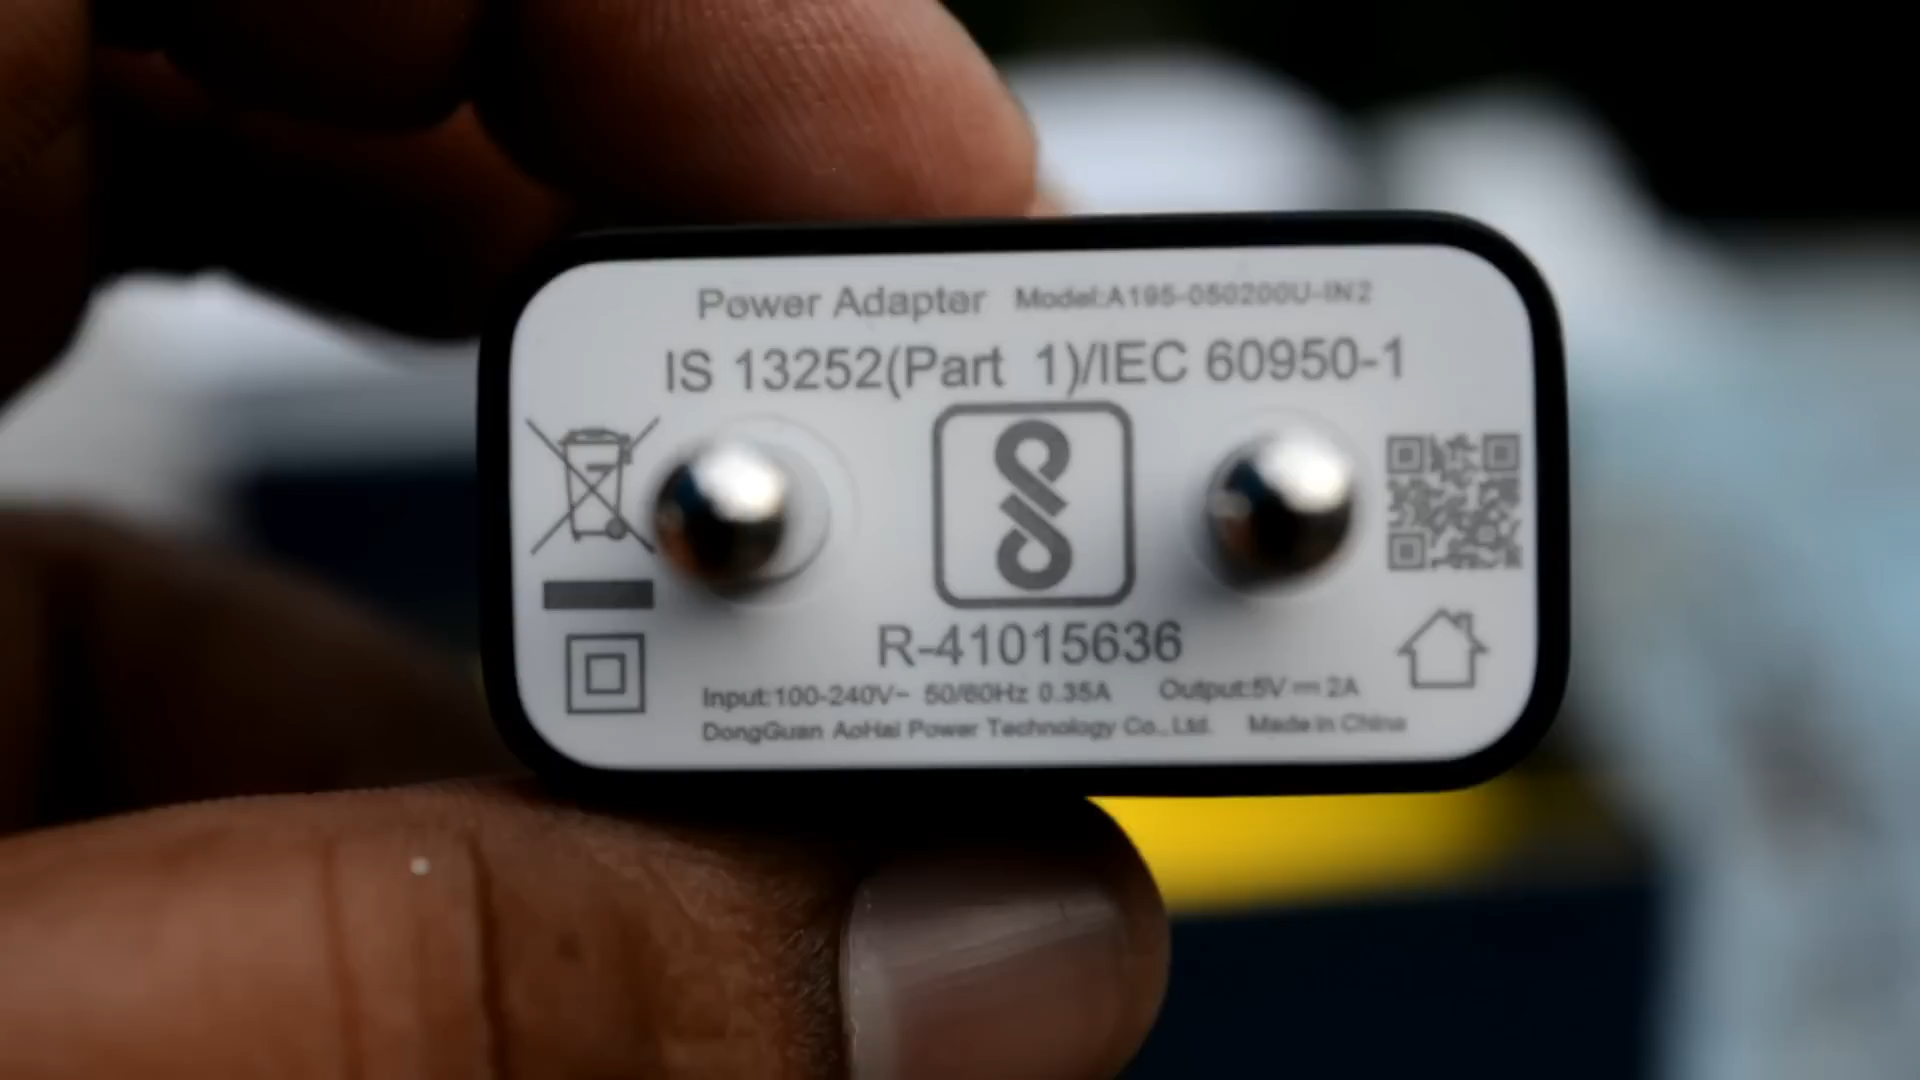 Power Adapter Model:A195-050200U-IN2
IS 13252(Part 1)/IEC 60950-1
R-41015636
Input:100-240V~ 50/60Hz 0.35A Output:5V⎓2A
DongGuan AoHai Power Technology Co., Ltd. Made in China